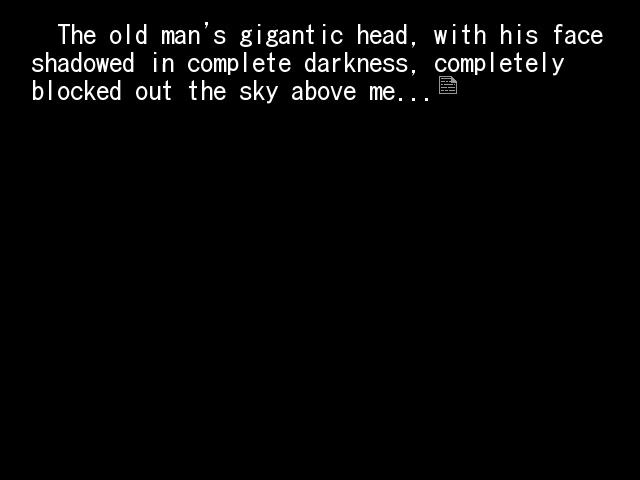 The old man's gigantic head, with his face
shadowed in complete darkness, completely
blocked out the sky above me...